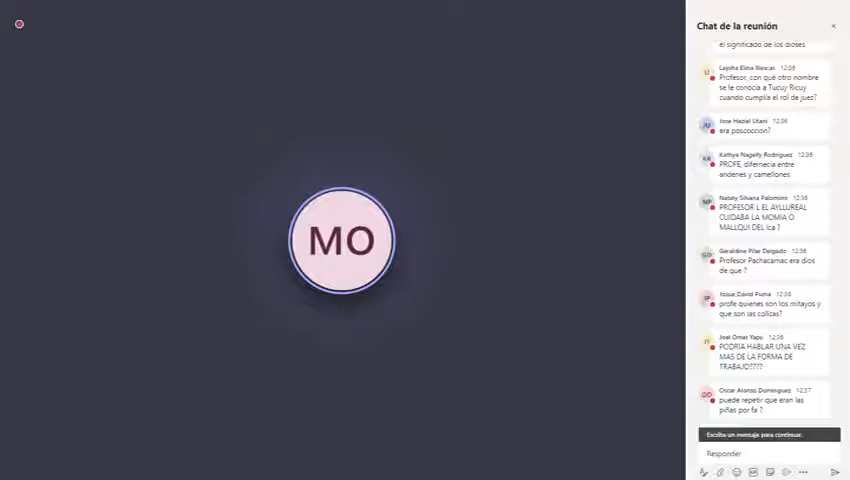 Chat de la reunión
el significado de los dioses
Laysha Elina Illescas 12:36
Profesor, con qué otro nombre
se le conocía a Tucuy Ricuy
cuando cumplía el rol de juez?
JU
Jose Haziel Utani 12:36
era poscocción?
KR
Kathya Nagelly Rodriguez 12:36
PROFE, difernecia entre
andenes y camellones
NP
Nataly Silvana Palomino 12:36
PROFESOR L EL AYLLUREAL
CUIDABA LA MOMIA O
MALLQUI DEL Ica ?
GD
Geraldine Pilar Delgado 12:36
Profesor Pachacamac era dios
de que ?
JP
Josue David Puma 12:36
profe quienes son los mitayos y
que son las collcas?
JY
Joel Omar Yapu 12:36
PODRIA HABLAR UNA VEZ
MAS DE LA FORMA DE
TRABAJO????
OD
Oscar Alonso Dominguez 12:37
puede repetir que eran las
piñas por fa ?
Escriba un mensaje para continuar.
Responder
MO